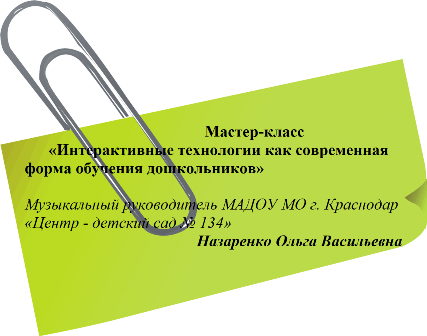 Мастер-класс
«Интерактивные технологии как современная
форма обучения дошкольников»
Музыкальный руководитель МАДОУ МО г. Краснодар
«Центр - детский сад № 134»
Назаренко Ольга Васильевна